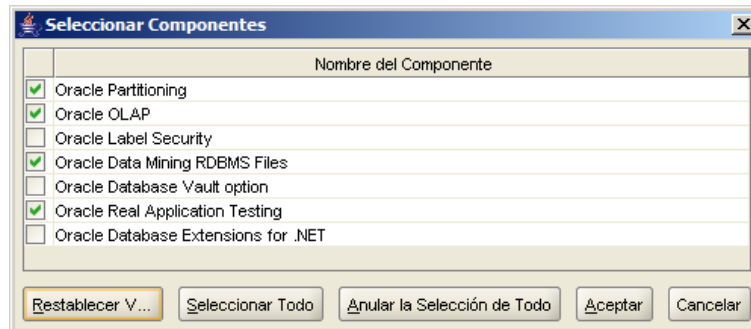 Seleccionar Componentes
Nombre del Componente
Oracle Partitioning
Oracle OLAP
Oracle Label Security
Oracle Data Mining RDBMS Files
Oracle Database Vault option
Oracle Real Application Testing
Oracle Database Extensions for .NET
Restablecer V... Seleccionar Todo Anular la Selección de Todo Aceptar Cancelar